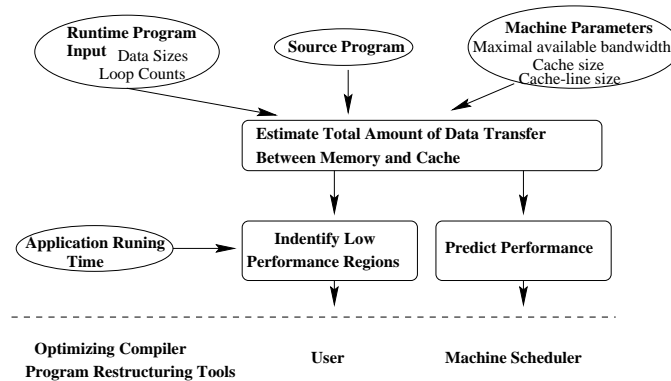 Runtime Program
Input
Data Sizes
Loop Counts
Source Program
Machine Parameters
Maximal available bandwidth
Cache size
Cache-line size
Estimate Total Amount of Data Transfer
Between Memory and Cache
Application Runing
Time
Indentify Low
Performance Regions
Predict Performance
Optimizing Compiler
Program Restructuring Tools
User
Machine Scheduler